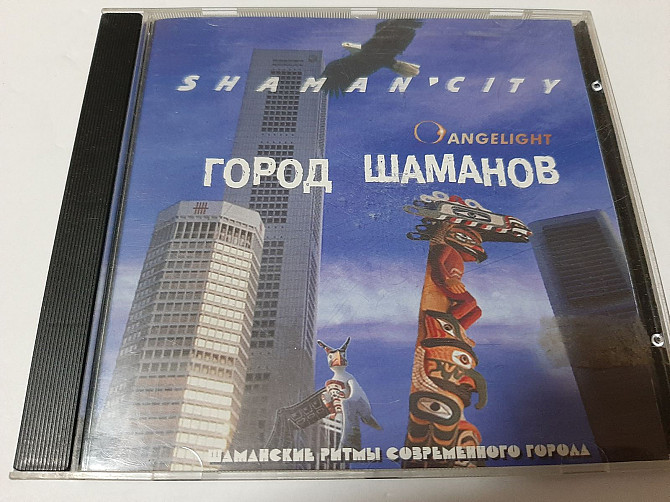 SHAMAN'CITY
ANGELIGHT
ГОРОД ШАМАНОВ
ШАМАНСКИЕ РИТМЫ СОВРЕМЕННОГО ГОРОДА